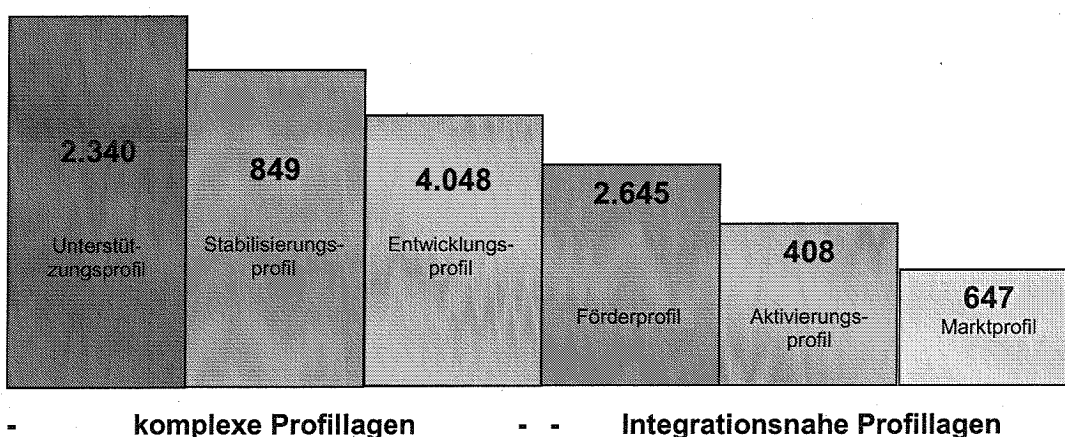 2.340
Unterstüt-
zungsprofil
849
Stabilisierungs-
profil
4.048
Entwicklungs-
profil
2.645
Förderprofil
408
Aktivierungs-
profil
647
Marktprofil
- komplexe Profillagen - - Integrationsnahe Profillagen